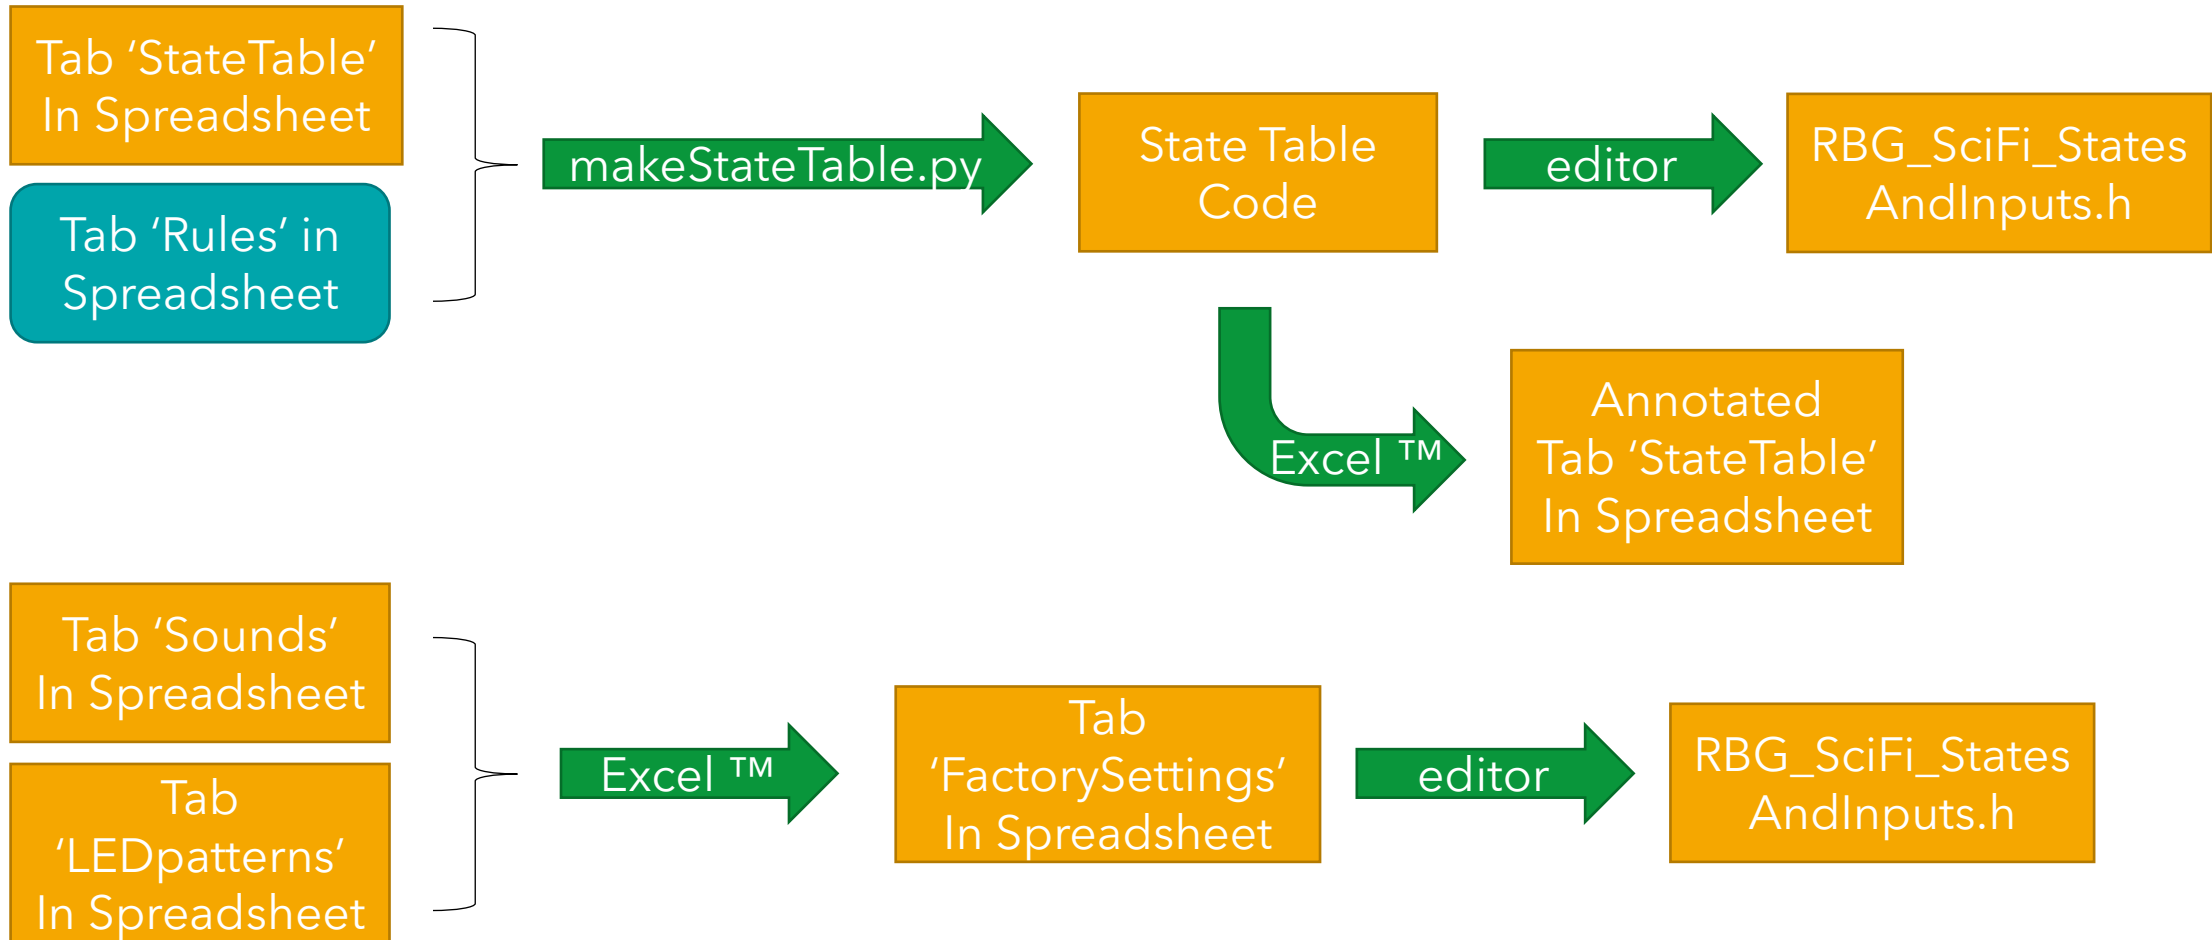 Tab ‘StateTable’
In Spreadsheet
Tab ‘Rules’ in
Spreadsheet
makeStateTable.py
State Table
Code
editor
RBG_SciFi_States
AndInputs.h
Excel ™
Annotated
Tab ‘StateTable’
In Spreadsheet
Tab ‘Sounds’
In Spreadsheet
Tab
‘LEDpatterns’
In Spreadsheet
Excel ™
Tab
‘FactorySettings’
In Spreadsheet
editor
RBG_SciFi_States
AndInputs.h